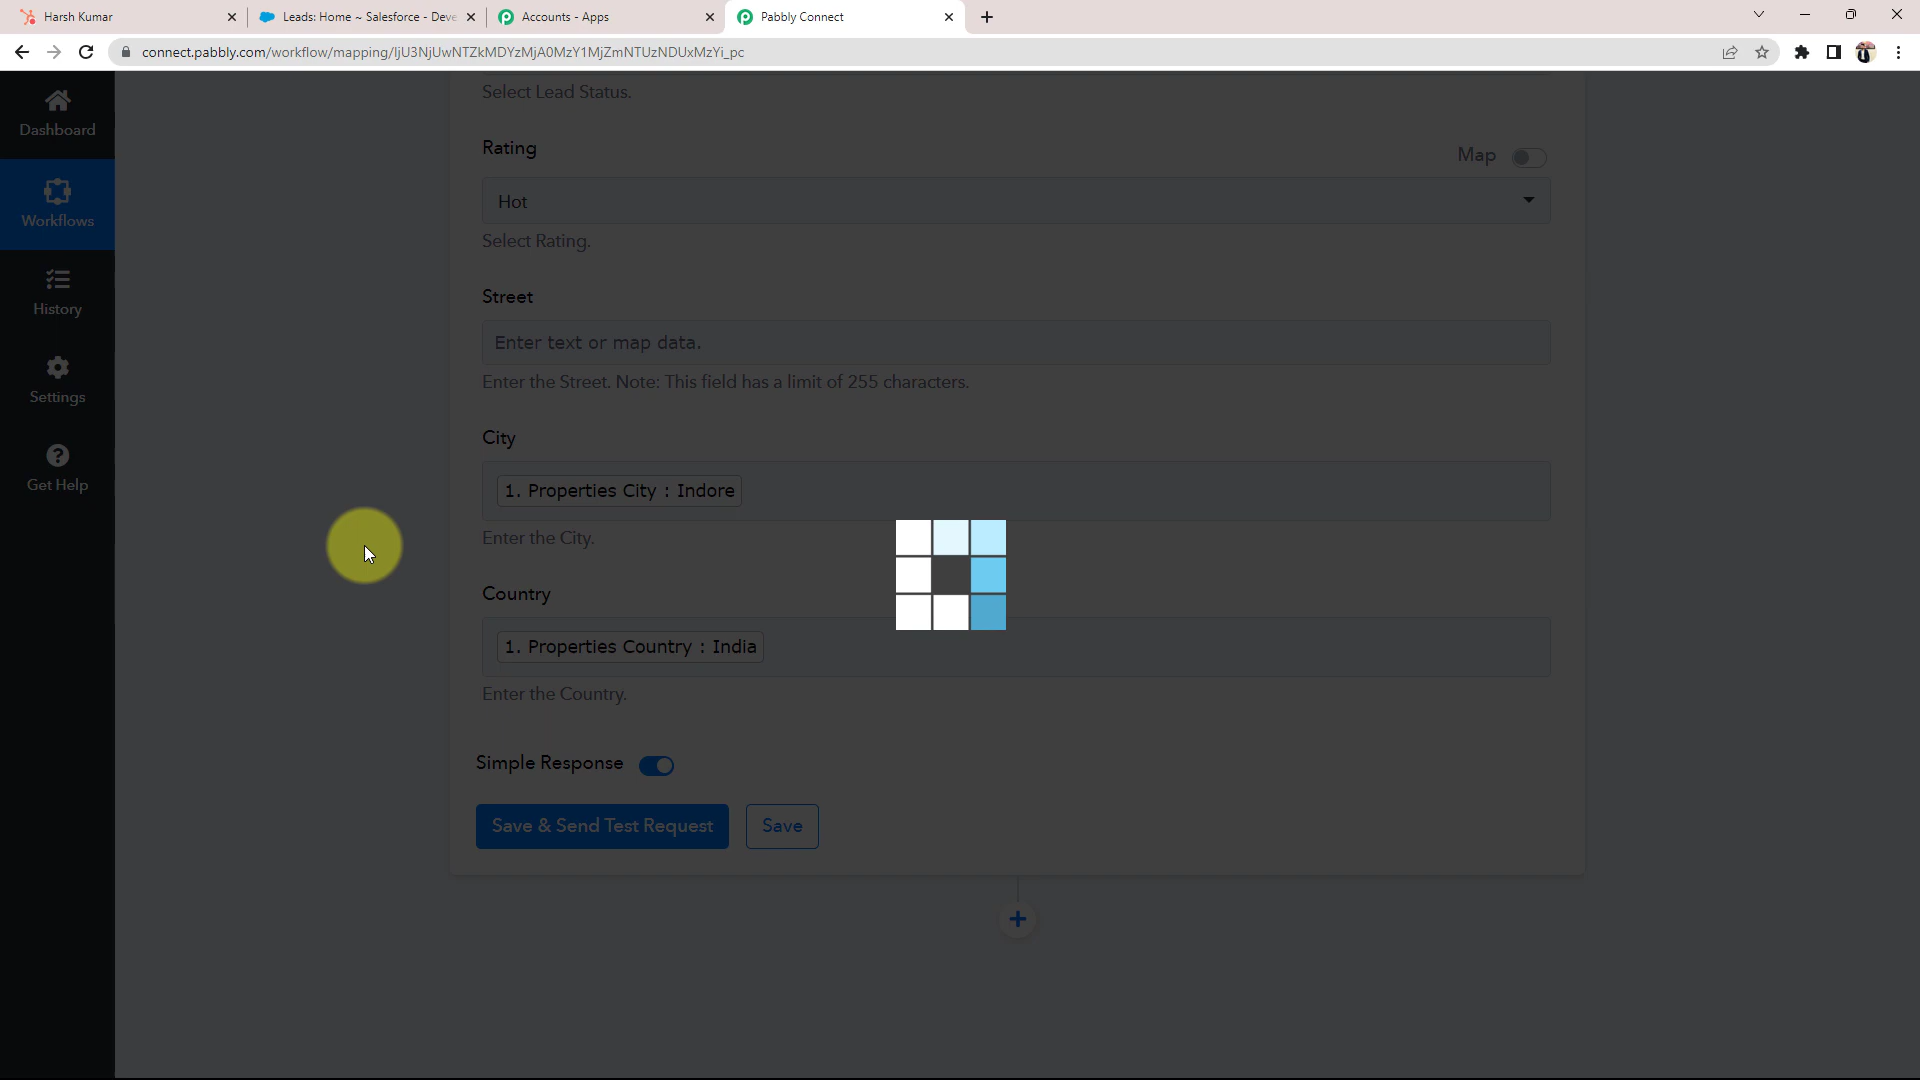 Harsh Kumar
Leads: Home ~ Salesforce - Deve
Accounts - Apps
Pabbly Connect
connect.pabbly.com/workflow/mapping/IjU3NjUwNTZkMDYzMjA0MzY1MjZmNTUzNDUxMzYi_pc
Dashboard
Workflows
History
Settings
Get Help
Select Lead Status.
Rating
Map
Hot
Select Rating.
Street
Enter text or map data.
Enter the Street. Note: This field has a limit of 255 characters.
City
1. Properties City : Indore
Enter the City.
Country
1. Properties Country : India
Enter the Country.
Simple Response
Save & Send Test Request
Save